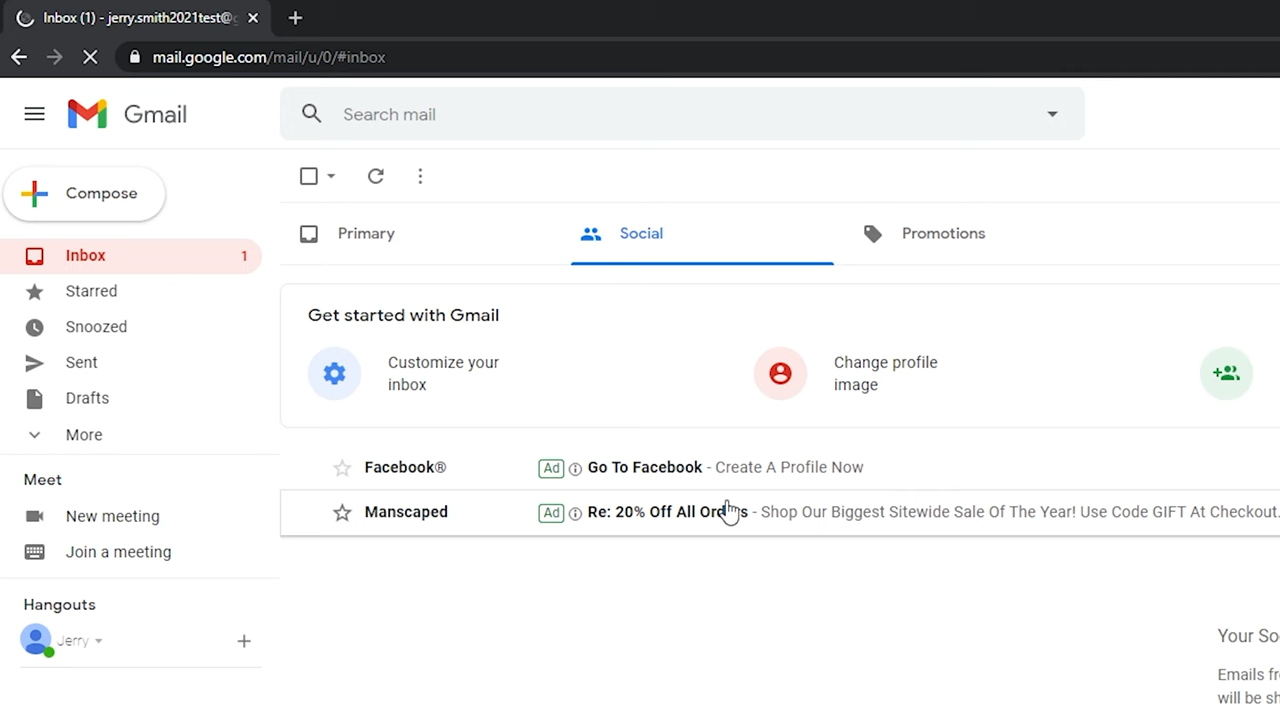 Inbox (1) - jerry.smith2021test@
mail.google.com/mail/u/0/#inbox
Gmail
Search mail
Compose
Inbox 1
Starred
Snoozed
Sent
Drafts
More
Meet
New meeting
Join a meeting
Hangouts
Jerry
Primary
Social
Promotions
Get started with Gmail
Customize your
inbox
Change profile
image
Facebook® Ad Go To Facebook - Create A Profile Now
Manscaped Ad Re: 20% Off All Orders - Shop Our Biggest Sitewide Sale Of The Year! Use Code GIFT At Checkout.
Your So
Emails fr
will be sh